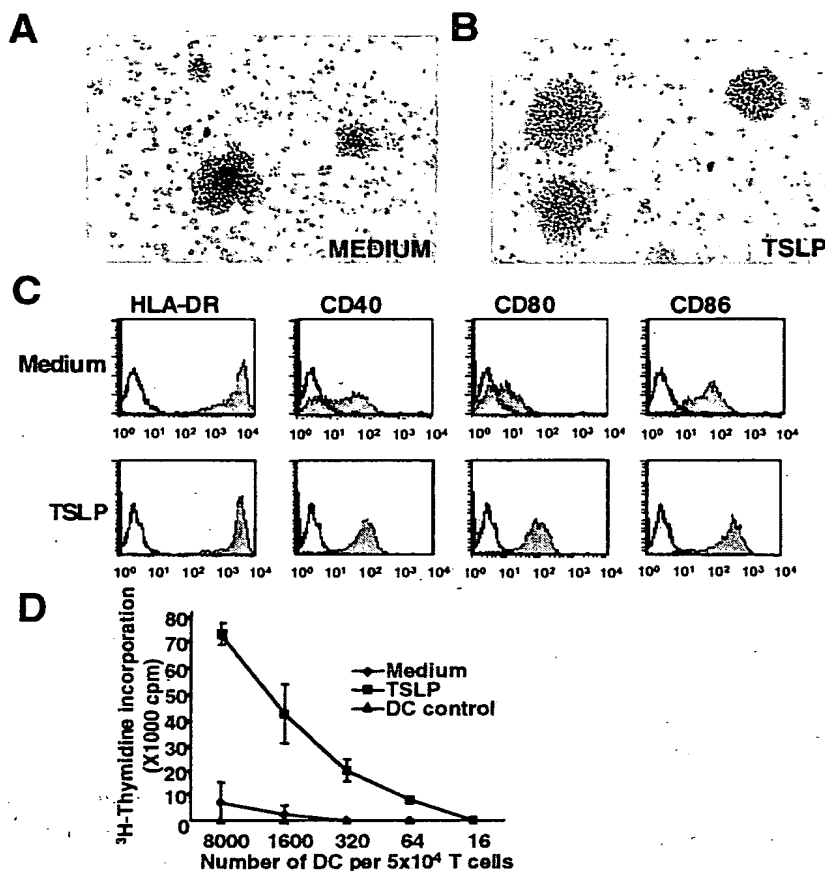 A
B
MEDIUM
TSLP
C
HLA-DR CD40 CD80 CD86
Medium
10⁰ 10¹ 10² 10³ 10⁴ 10⁰ 10¹ 10² 10³ 10⁴ 10⁰ 10¹ 10² 10³ 10⁴ 10⁰ 10¹ 10² 10³ 10⁴
TSLP
10⁰ 10¹ 10² 10³ 10⁴ 10⁰ 10¹ 10² 10³ 10⁴ 10⁰ 10¹ 10² 10³ 10⁴ 10⁰ 10¹ 10² 10³ 10⁴
D
³H-Thymidine incorporation
(X1000 cpm)
80
70
60
50
40
30
20
10
0
Medium
TSLP
DC control
8000 1600 320 64 16
Number of DC per 5x10⁴ T cells